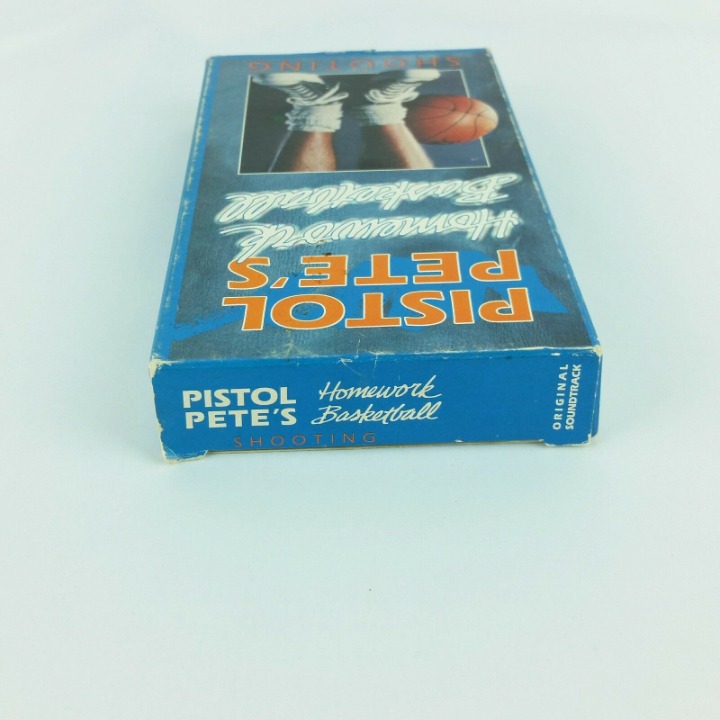 SHOOTING
Homework
Basketball
PISTOL
PETE'S
PISTOL
PETE'S
Homework
Basketball
SHOOTING
ORIGINAL
SOUNDTRACK